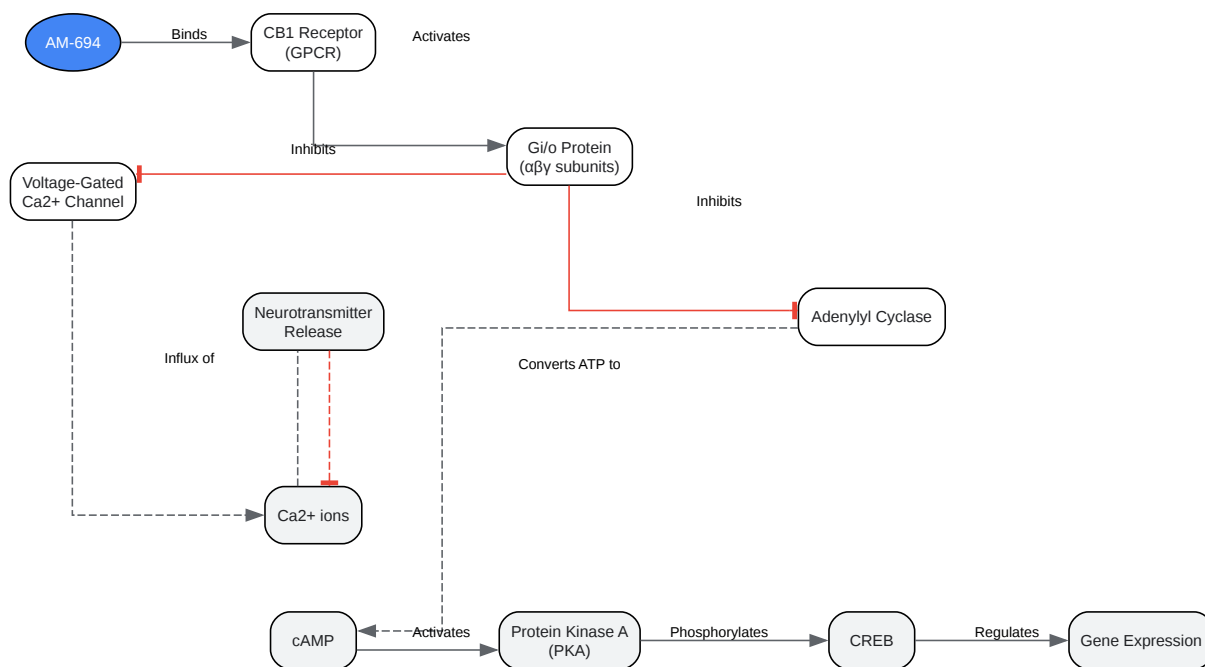 AM-694
Binds
CB1 Receptor
(GPCR)
Activates
Inhibits
Gi/o Protein
(αβγ subunits)
Voltage-Gated
Ca2+ Channel
Inhibits
Neurotransmitter
Release
Adenylyl Cyclase
Influx of
Converts ATP to
Ca2+ ions
cAMP
Activates
Protein Kinase A
(PKA)
Phosphorylates
CREB
Regulates
Gene Expression